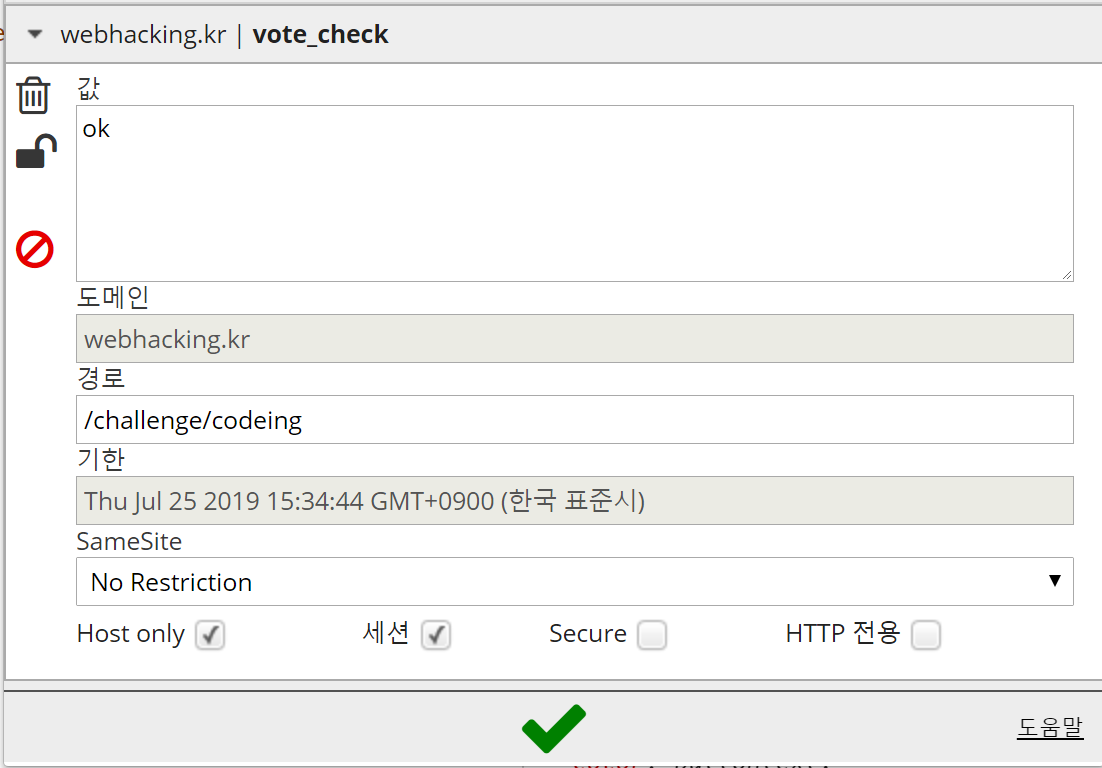 webhacking.kr | vote_check
값
ok
도메인
webhacking.kr
경로
/challenge/codeing
기한
Thu Jul 25 2019 15:34:44 GMT+0900 (한국 표준시)
SameSite
No Restriction
Host only 세션 Secure HTTP 전용
도움말